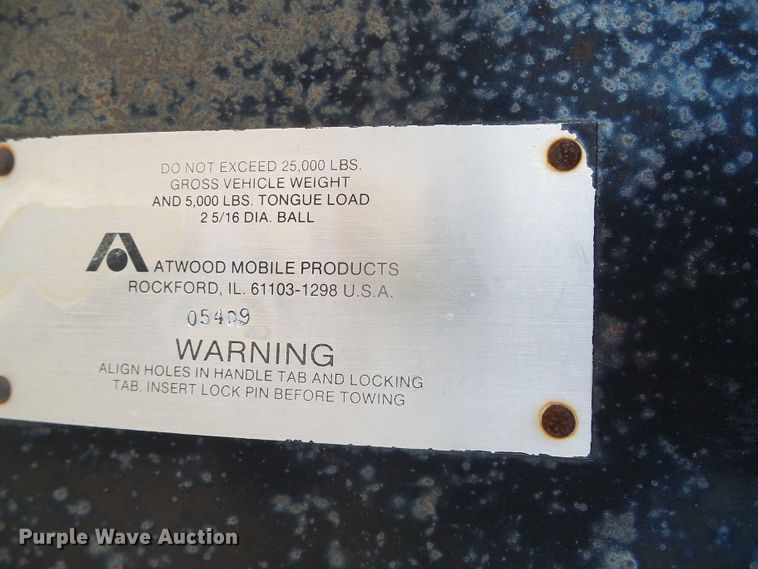 DO NOT EXCEED 25,000 LBS.
GROSS VEHICLE WEIGHT
AND 5,000 LBS. TONGUE LOAD
2 5/16 DIA. BALL
ATWOOD MOBILE PRODUCTS
ROCKFORD, IL. 61103-1298 U.S.A.
WARNING
ALIGN HOLES IN HANDLE TAB AND LOCKING
TAB. INSERT LOCK PIN BEFORE TOWING
Purple Wave Auction